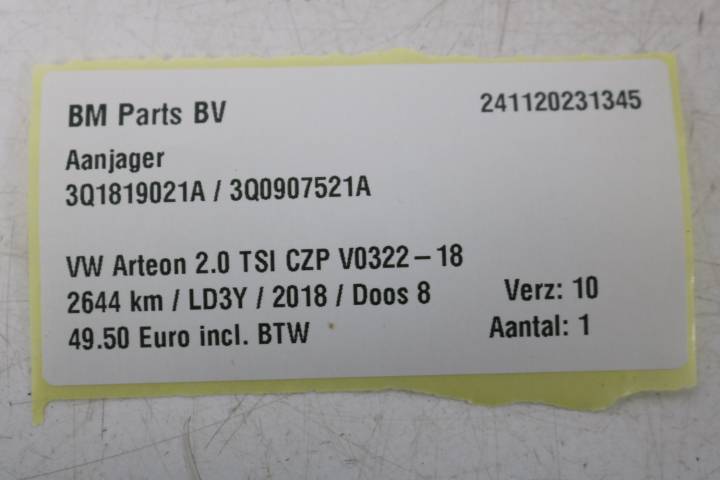 BM Parts BV 241120231345
Aanjager
3Q1819021A / 3Q0907521A
VW Arteon 2.0 TSI CZP V0322-18
2644 km / LD3Y / 2018 / Doos 8 Verz: 10
49.50 Euro incl. BTW Aantal: 1